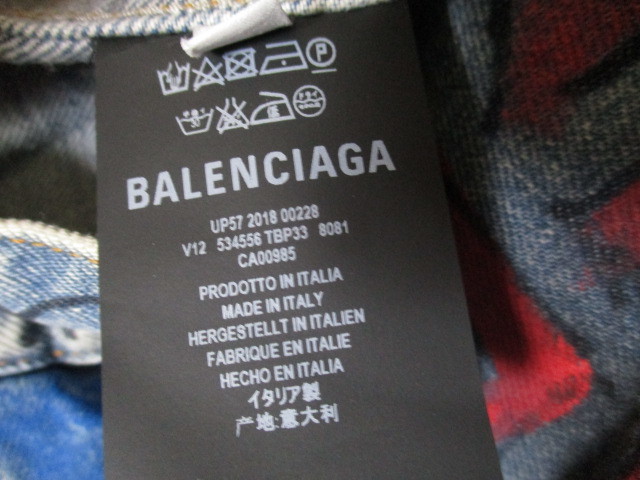 BALENCIAGA
UP57 2018 00228
V12 534556 TBP33 8081
CA00985
PRODOTTO IN ITALIA
MADE IN ITALY
HERGESTELLT IN ITALIEN
FABRIQUE EN ITALIE
HECHO EN ITALIA
イタリア製
产地:意大利